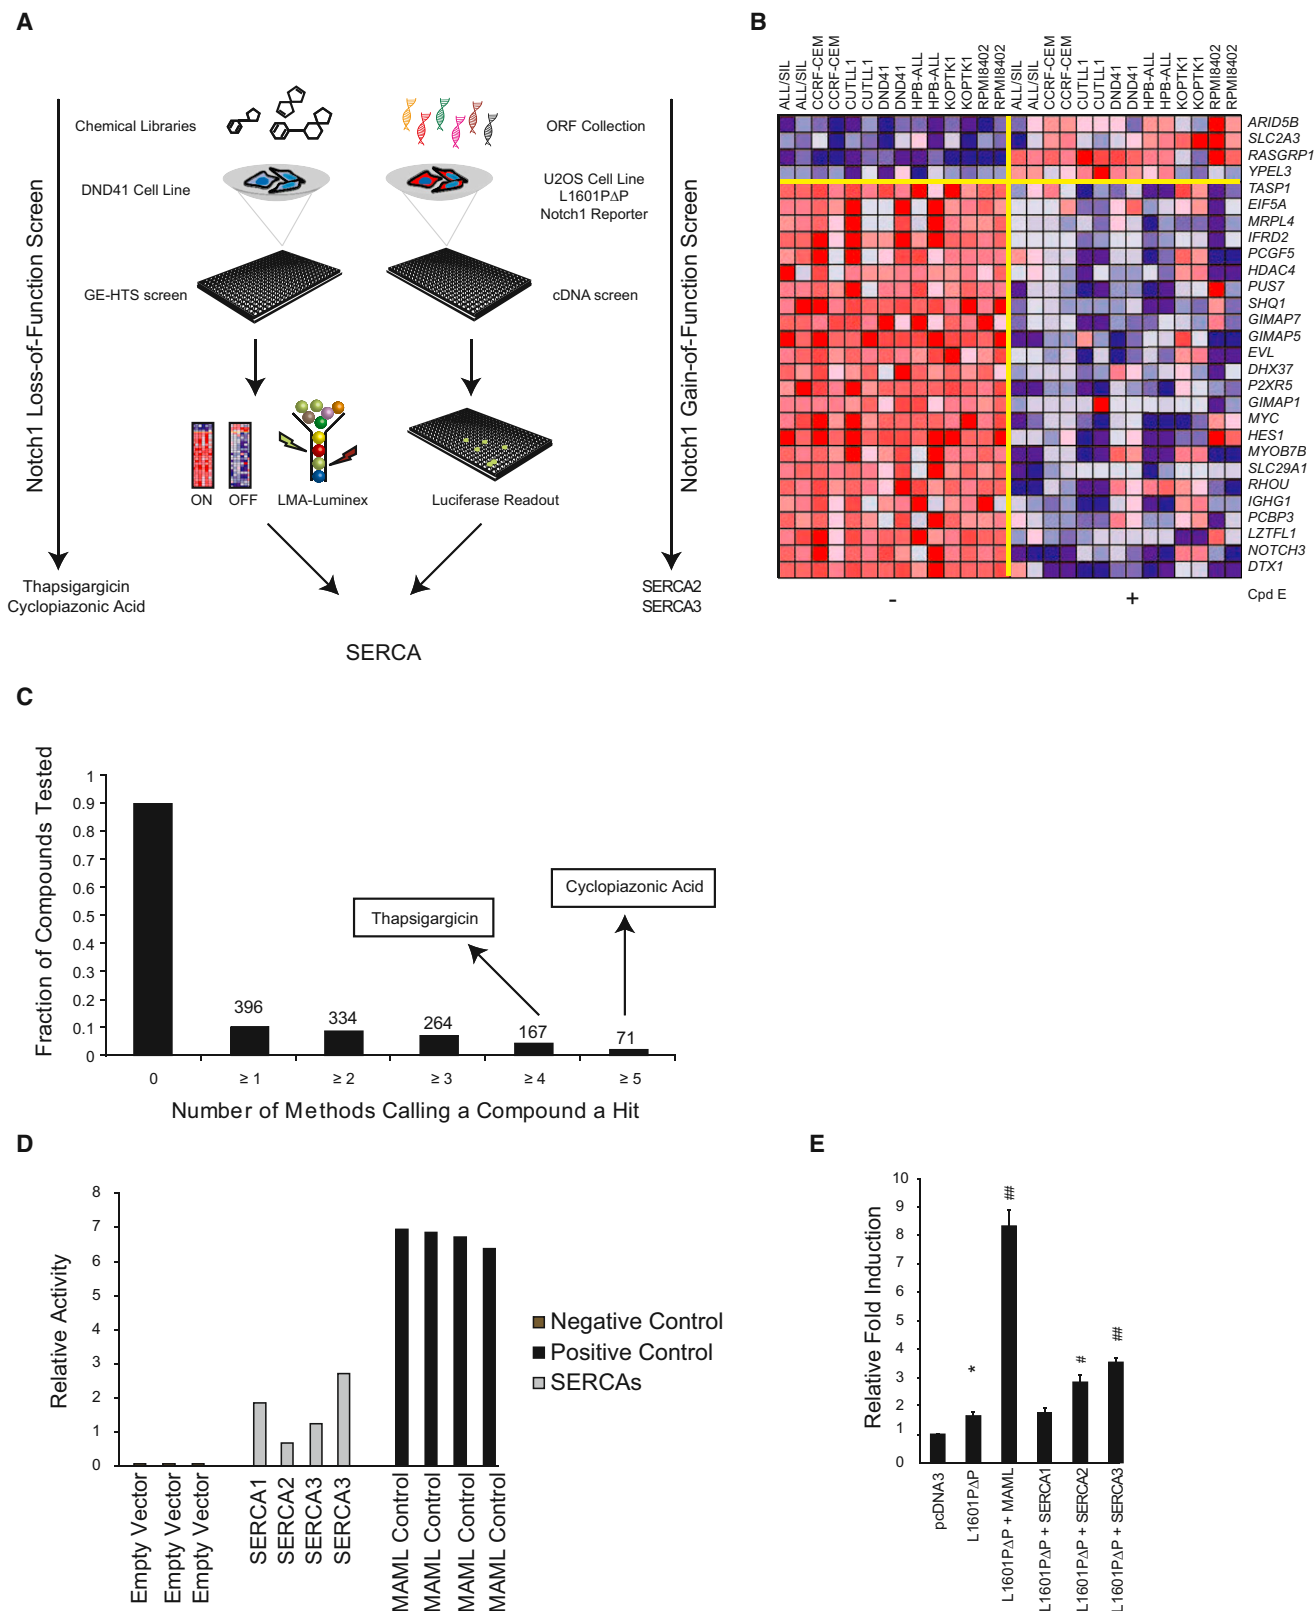 A
Notch1 Loss-of-Function Screen
Chemical Libraries
ORF Collection
DND41 Cell Line
U2OS Cell Line
L1601PΔP
Notch1 Reporter
GE-HTS screen
cDNA screen
ON
OFF
LMA-Luminex
Luciferase Readout
Notch1 Gain-of-Function Screen
Thapsigargicin
Cyclopiazonic Acid
SERCA2
SERCA3
SERCA
B
ALL/SIL
ALL/SIL
CCRF-CEM
CCRF-CEM
CUTLL1
CUTLL1
DND41
DND41
HPB-ALL
HPB-ALL
KOPTK1
KOPTK1
RPMI8402
RPMI8402
ALL/SIL
ALL/SIL
CCRF-CEM
CCRF-CEM
CUTLL1
CUTLL1
DND41
DND41
HPB-ALL
HPB-ALL
KOPTK1
KOPTK1
RPMI8402
RPMI8402
ARID5B
SLC2A3
RASGRP1
YPEL3
TASP1
EIF5A
MRPL4
IFRD2
PCGF5
HDAC4
PUS7
SHQ1
GIMAP7
GIMAP5
EVL
DHX37
P2XR5
GIMAP1
MYC
HES1
MYOB7B
SLC29A1
RHOU
IGHG1
PCBP3
LZTFL1
NOTCH3
DTX1
- + Cpd E
C
Fraction of Compounds Tested
1
0.9
0.8
0.7
0.6
0.5
0.4
0.3
0.2
0.1
0
Thapsigargicin
Cyclopiazonic Acid
396
334
264
167
71
0 ≥ 1 ≥ 2 ≥ 3 ≥ 4 ≥ 5
Number of Methods Calling a Compound a Hit
D
Relative Activity
8
7
6
5
4
3
2
1
0
Empty Vector
Empty Vector
Empty Vector
SERCA1
SERCA2
SERCA3
SERCA3
MAML Control
MAML Control
MAML Control
MAML Control
Negative Control
Positive Control
SERCAs
E
Relative Fold Induction
10
9
8
7
6
5
4
3
2
1
0
*
##
#
##
pcDNA3
L1601PΔP
L1601PΔP + MAML
L1601PΔP + SERCA1
L1601PΔP + SERCA2
L1601PΔP + SERCA3